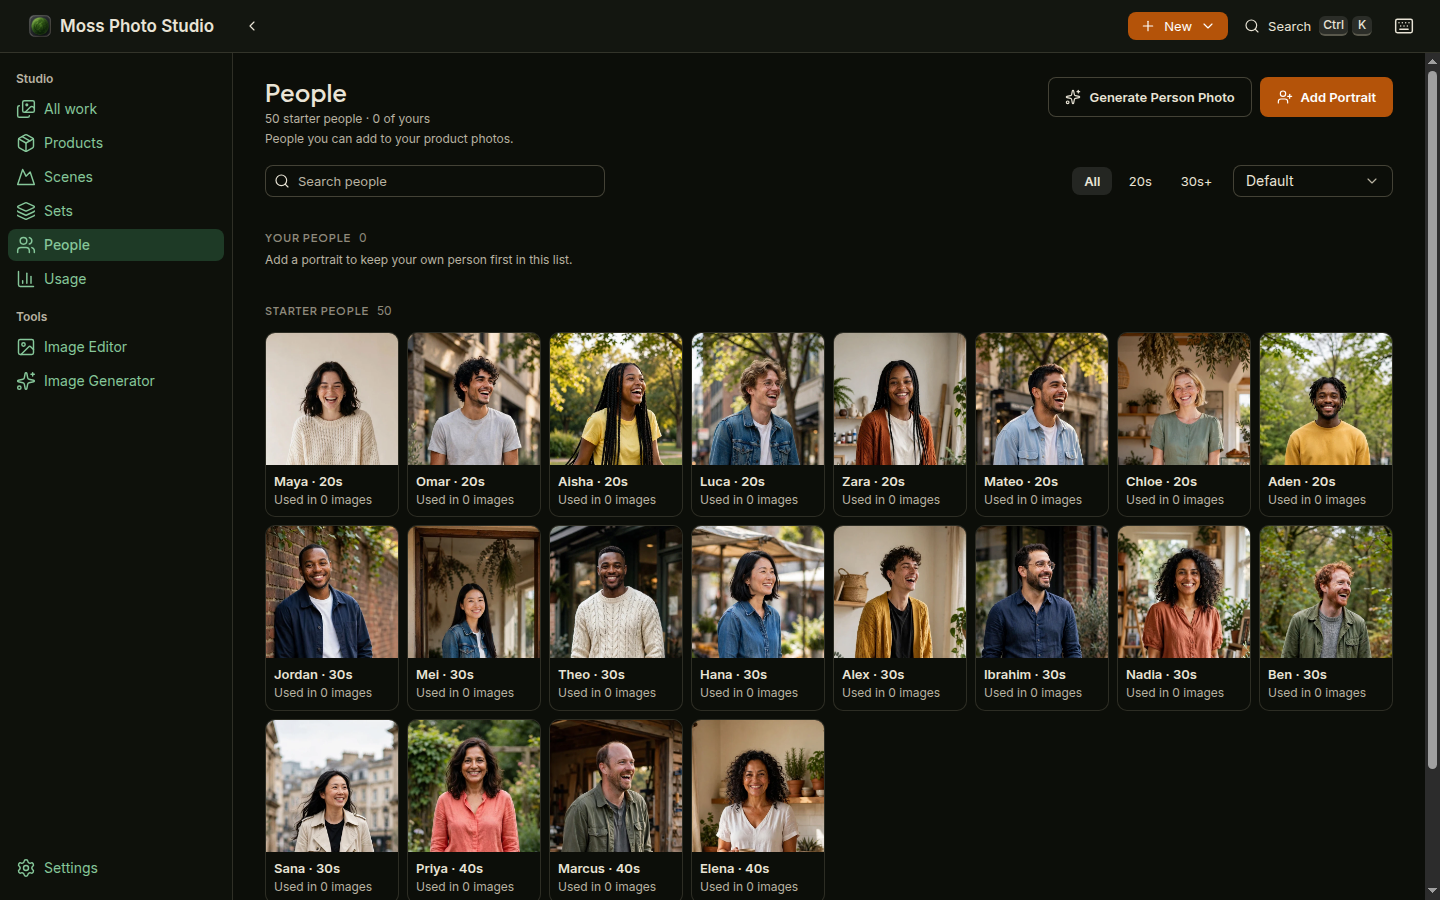 Moss Photo Studio
New
Search Ctrl K
Studio
All work
Products
Scenes
Sets
People
Usage
Tools
Image Editor
Image Generator
Settings
People
50 starter people · 0 of yours
People you can add to your product photos.
Generate Person Photo
Add Portrait
Search people
All 20s 30s+ Default
YOUR PEOPLE 0
Add a portrait to keep your own person first in this list.
STARTER PEOPLE 50
Maya · 20s
Used in 0 images
Omar · 20s
Used in 0 images
Aisha · 20s
Used in 0 images
Luca · 20s
Used in 0 images
Zara · 20s
Used in 0 images
Mateo · 20s
Used in 0 images
Chloe · 20s
Used in 0 images
Aden · 20s
Used in 0 images
Jordan · 30s
Used in 0 images
Mei · 30s
Used in 0 images
Theo · 30s
Used in 0 images
Hana · 30s
Used in 0 images
Alex · 30s
Used in 0 images
Ibrahim · 30s
Used in 0 images
Nadia · 30s
Used in 0 images
Ben · 30s
Used in 0 images
Sana · 30s
Used in 0 images
Priya · 40s
Used in 0 images
Marcus · 40s
Used in 0 images
Elena · 40s
Used in 0 images